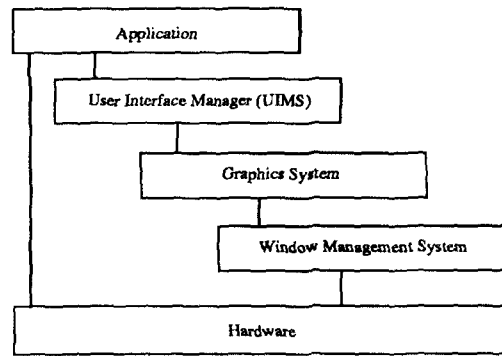 Application
User Interface Manager (UIMS)
Graphics System
Window Management System
Hardware